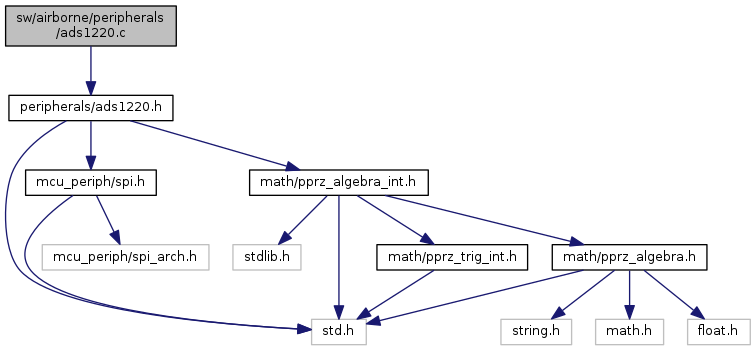 sw/airborne/peripherals
/ads1220.c
peripherals/ads1220.h
mcu_periph/spi.h
math/pprz_algebra_int.h
mcu_periph/spi_arch.h
stdlib.h
math/pprz_trig_int.h
math/pprz_algebra.h
std.h
string.h
math.h
float.h